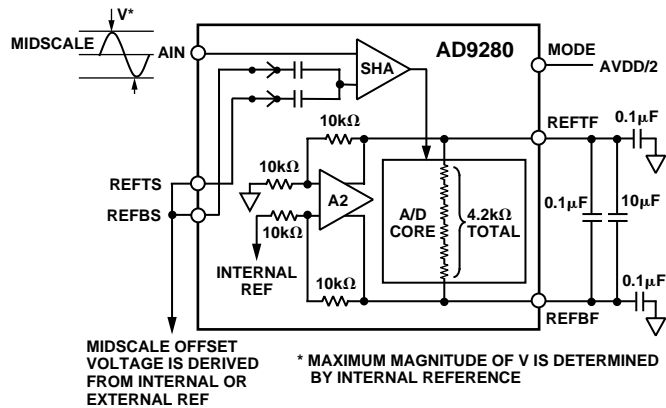 V*
MIDSCALE
AIN
AD9280
SHA
MODE
AVDD/2
10kΩ
REFTF
0.1µF
10kΩ
REFTS
REFBS
A2
A/D
CORE
4.2kΩ
TOTAL
0.1µF
10µF
10kΩ
INTERNAL
REF
10kΩ
0.1µF
REFBF
MIDSCALE OFFSET
VOLTAGE IS DERIVED
FROM INTERNAL OR
EXTERNAL REF
* MAXIMUM MAGNITUDE OF V IS DETERMINED
BY INTERNAL REFERENCE